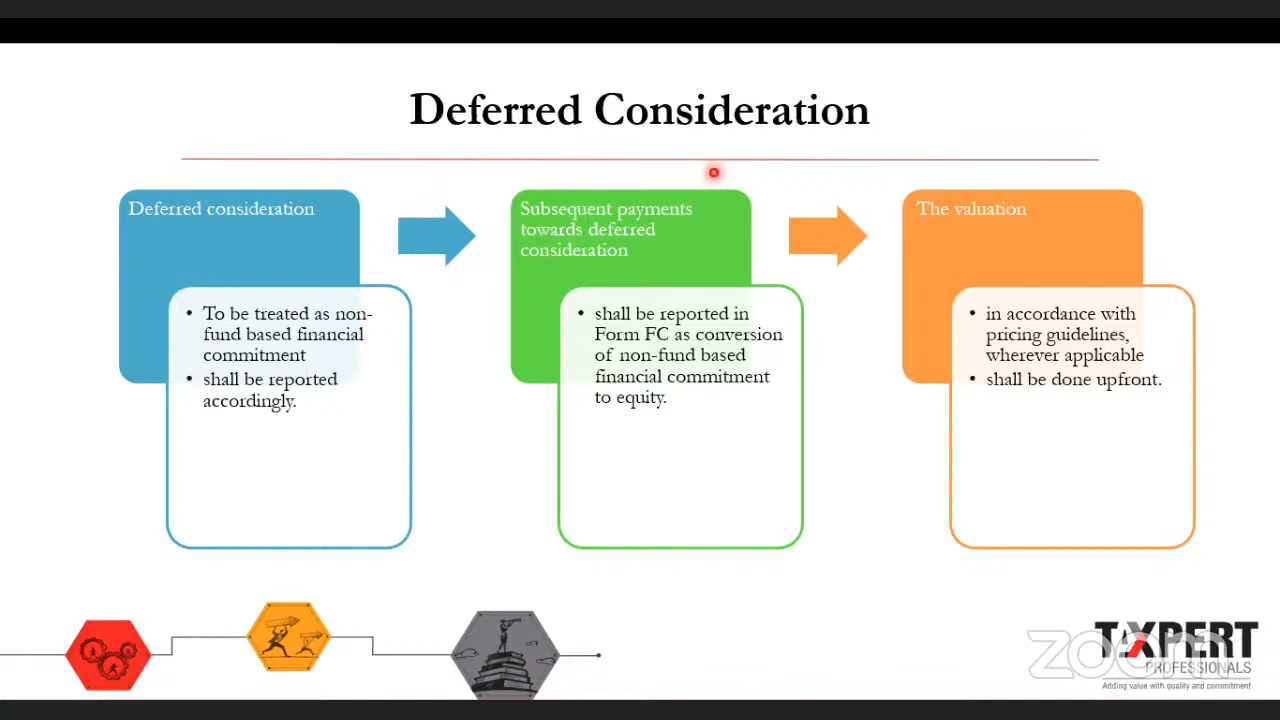 Deferred Consideration
Deferred consideration
• To be treated as non-
fund based financial
commitment
• shall be reported
accordingly.
Subsequent payments
towards deferred
consideration
• shall be reported in
Form FC as conversion
of non-fund based
financial commitment
to equity.
The valuation
• in accordance with
pricing guidelines,
wherever applicable
• shall be done upfront.
TAXPERT
PROFESSIONALS
Adding value with quality and commitment
zoom